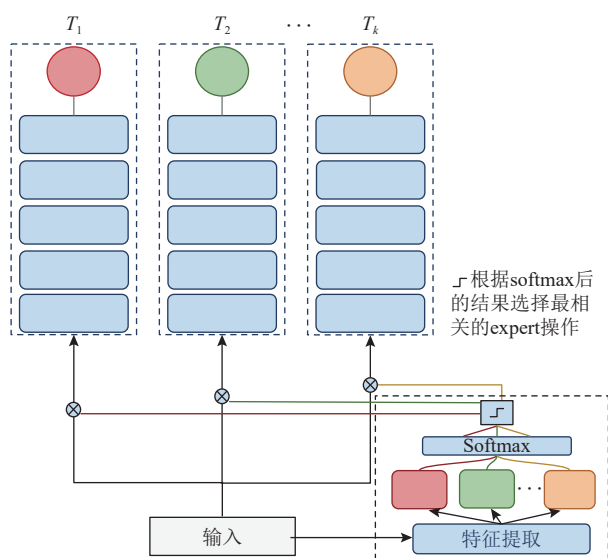 T1 T2 ··· Tk
根据softmax后
的结果选择最相
关的expert操作
Softmax
···
输入
特征提取